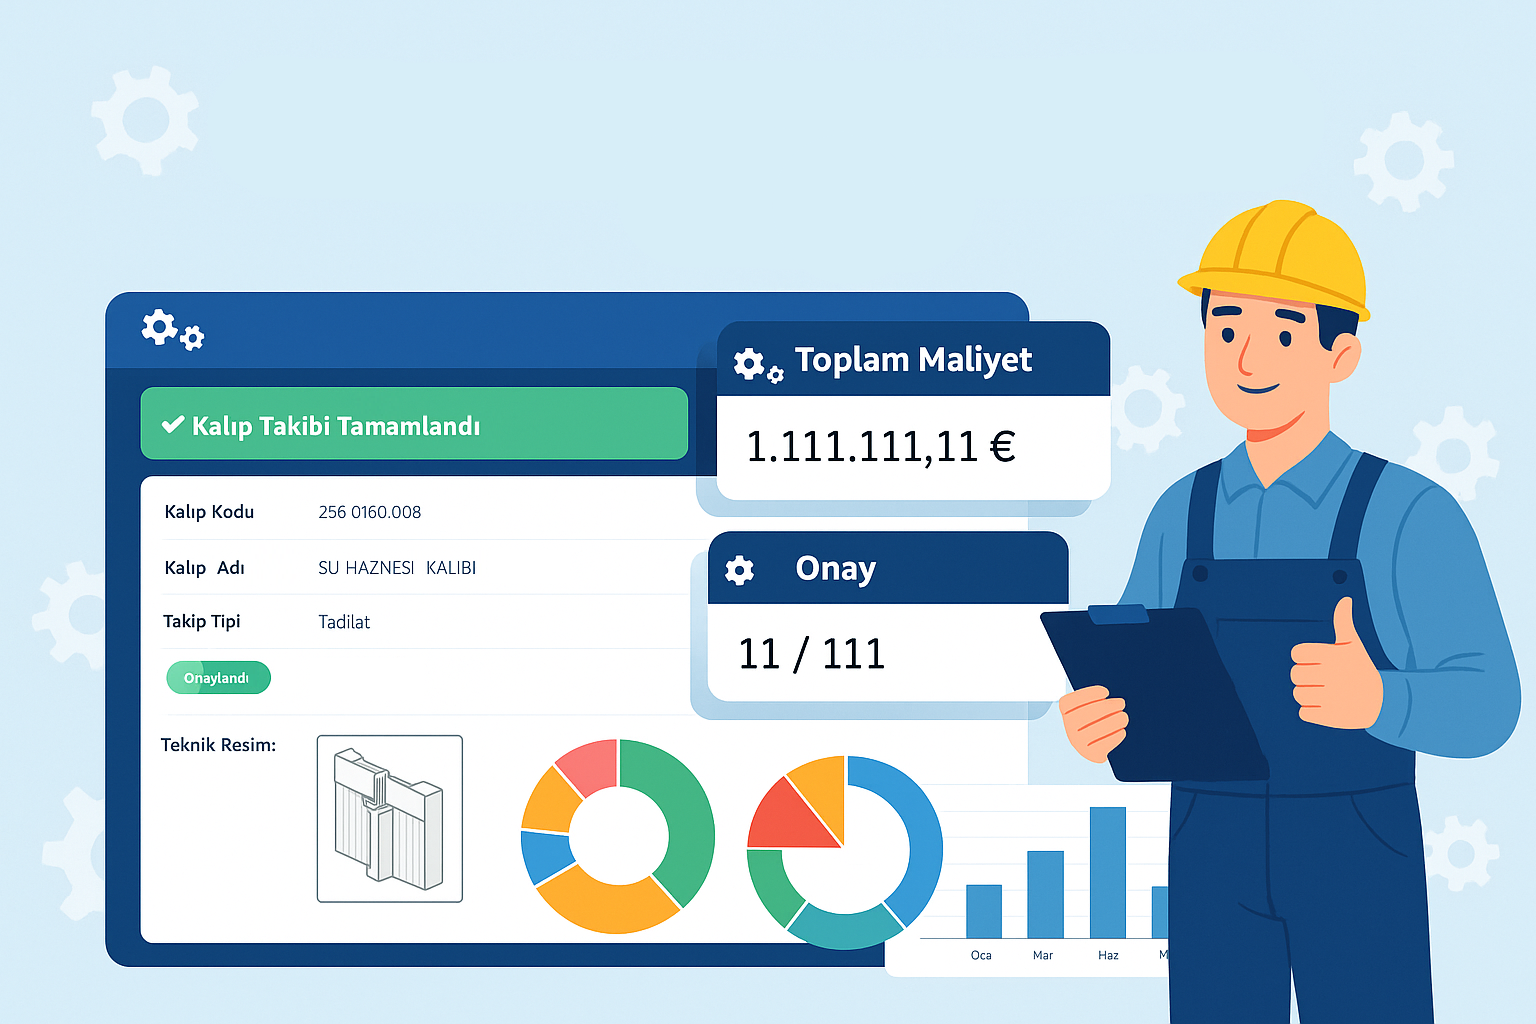 Toplam Maliyet
1.111.111,11 €
✔ Kalıp Takibi Tamamlandı
Kalıp Kodu 256 0160.008
Kalıp Adı SU HAZNESI KALIBI
Takip Tipi Tadilat
Onaylandı
Onay
11 / 111
Teknik Resim:
Oca Mar Haz